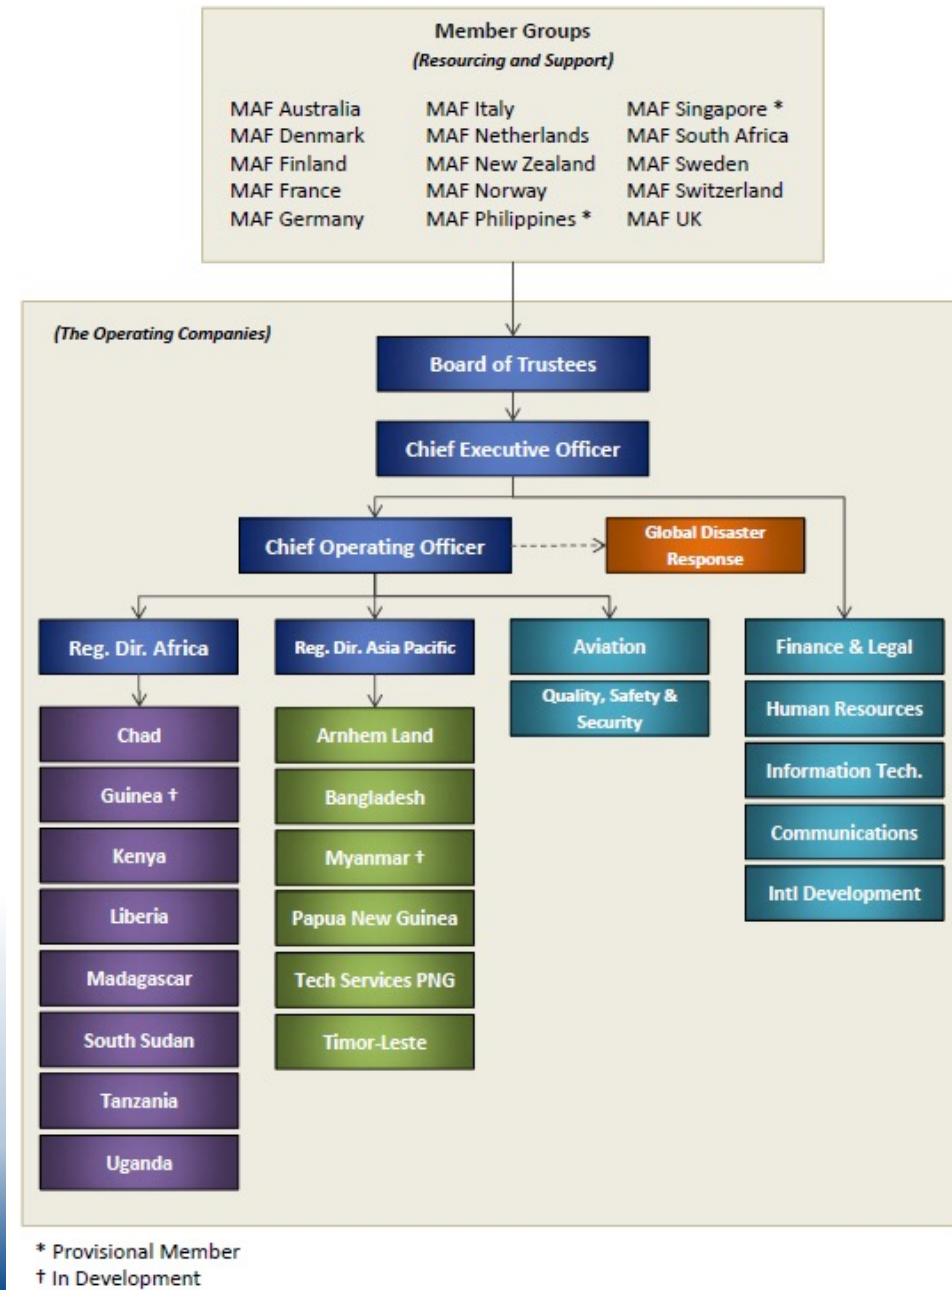 Member Groups
(Resourcing and Support)
MAF Australia
MAF Denmark
MAF Finland
MAF France
MAF Germany
MAF Italy
MAF Netherlands
MAF New Zealand
MAF Norway
MAF Philippines *
MAF Singapore *
MAF South Africa
MAF Sweden
MAF Switzerland
MAF UK
(The Operating Companies)
Board of Trustees
Chief Executive Officer
Chief Operating Officer
Global Disaster
Response
Reg. Dir. Africa
Chad
Guinea †
Kenya
Liberia
Madagascar
South Sudan
Tanzania
Uganda
Reg. Dir. Asia Pacific
Arnhem Land
Bangladesh
Myanmar †
Papua New Guinea
Tech Services PNG
Timor-Leste
Aviation
Quality, Safety &
Security
Finance & Legal
Human Resources
Information Tech.
Communications
Intl Development
* Provisional Member
† In Development